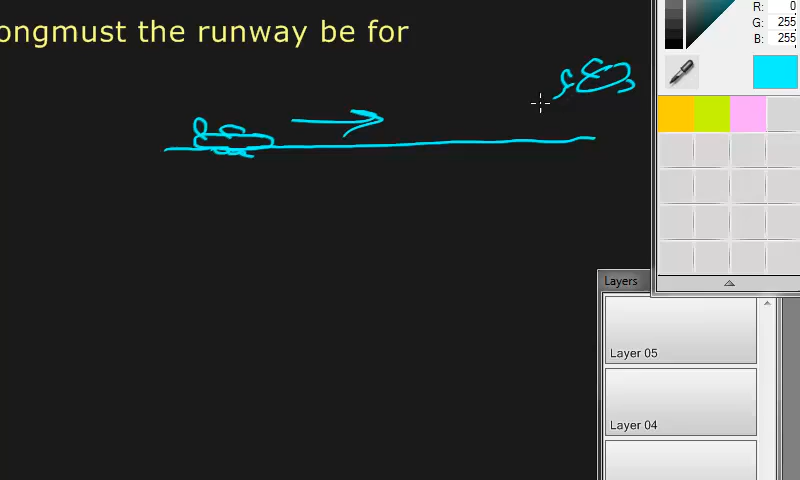 ongmust the runway be for
R: 0
G: 255
B: 255
Layers
Layer 05
Layer 04